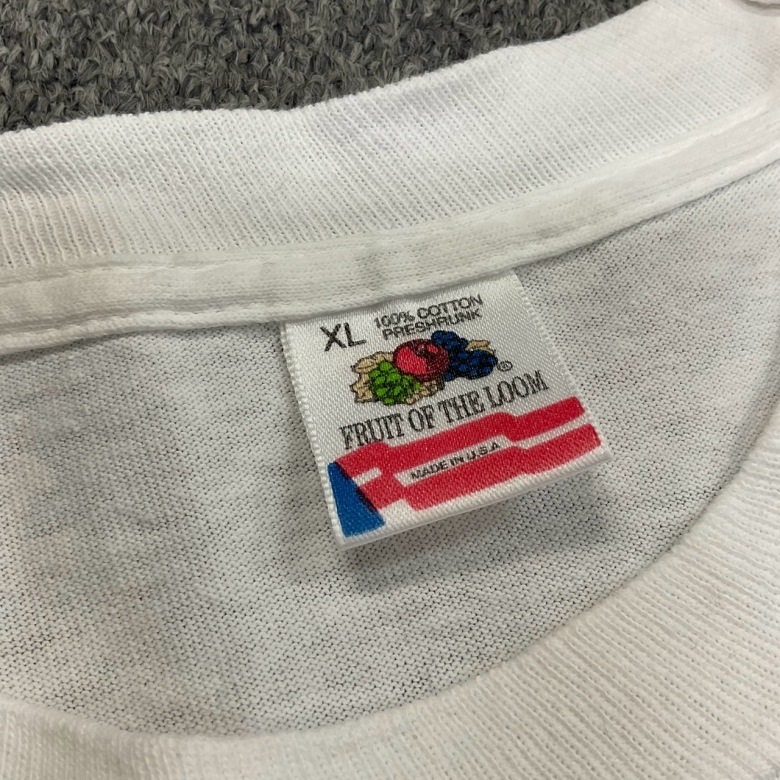 XL 100% COTTON
PRESHRUNK
®
FRUIT OF THE LOOM
MADE IN U.S.A